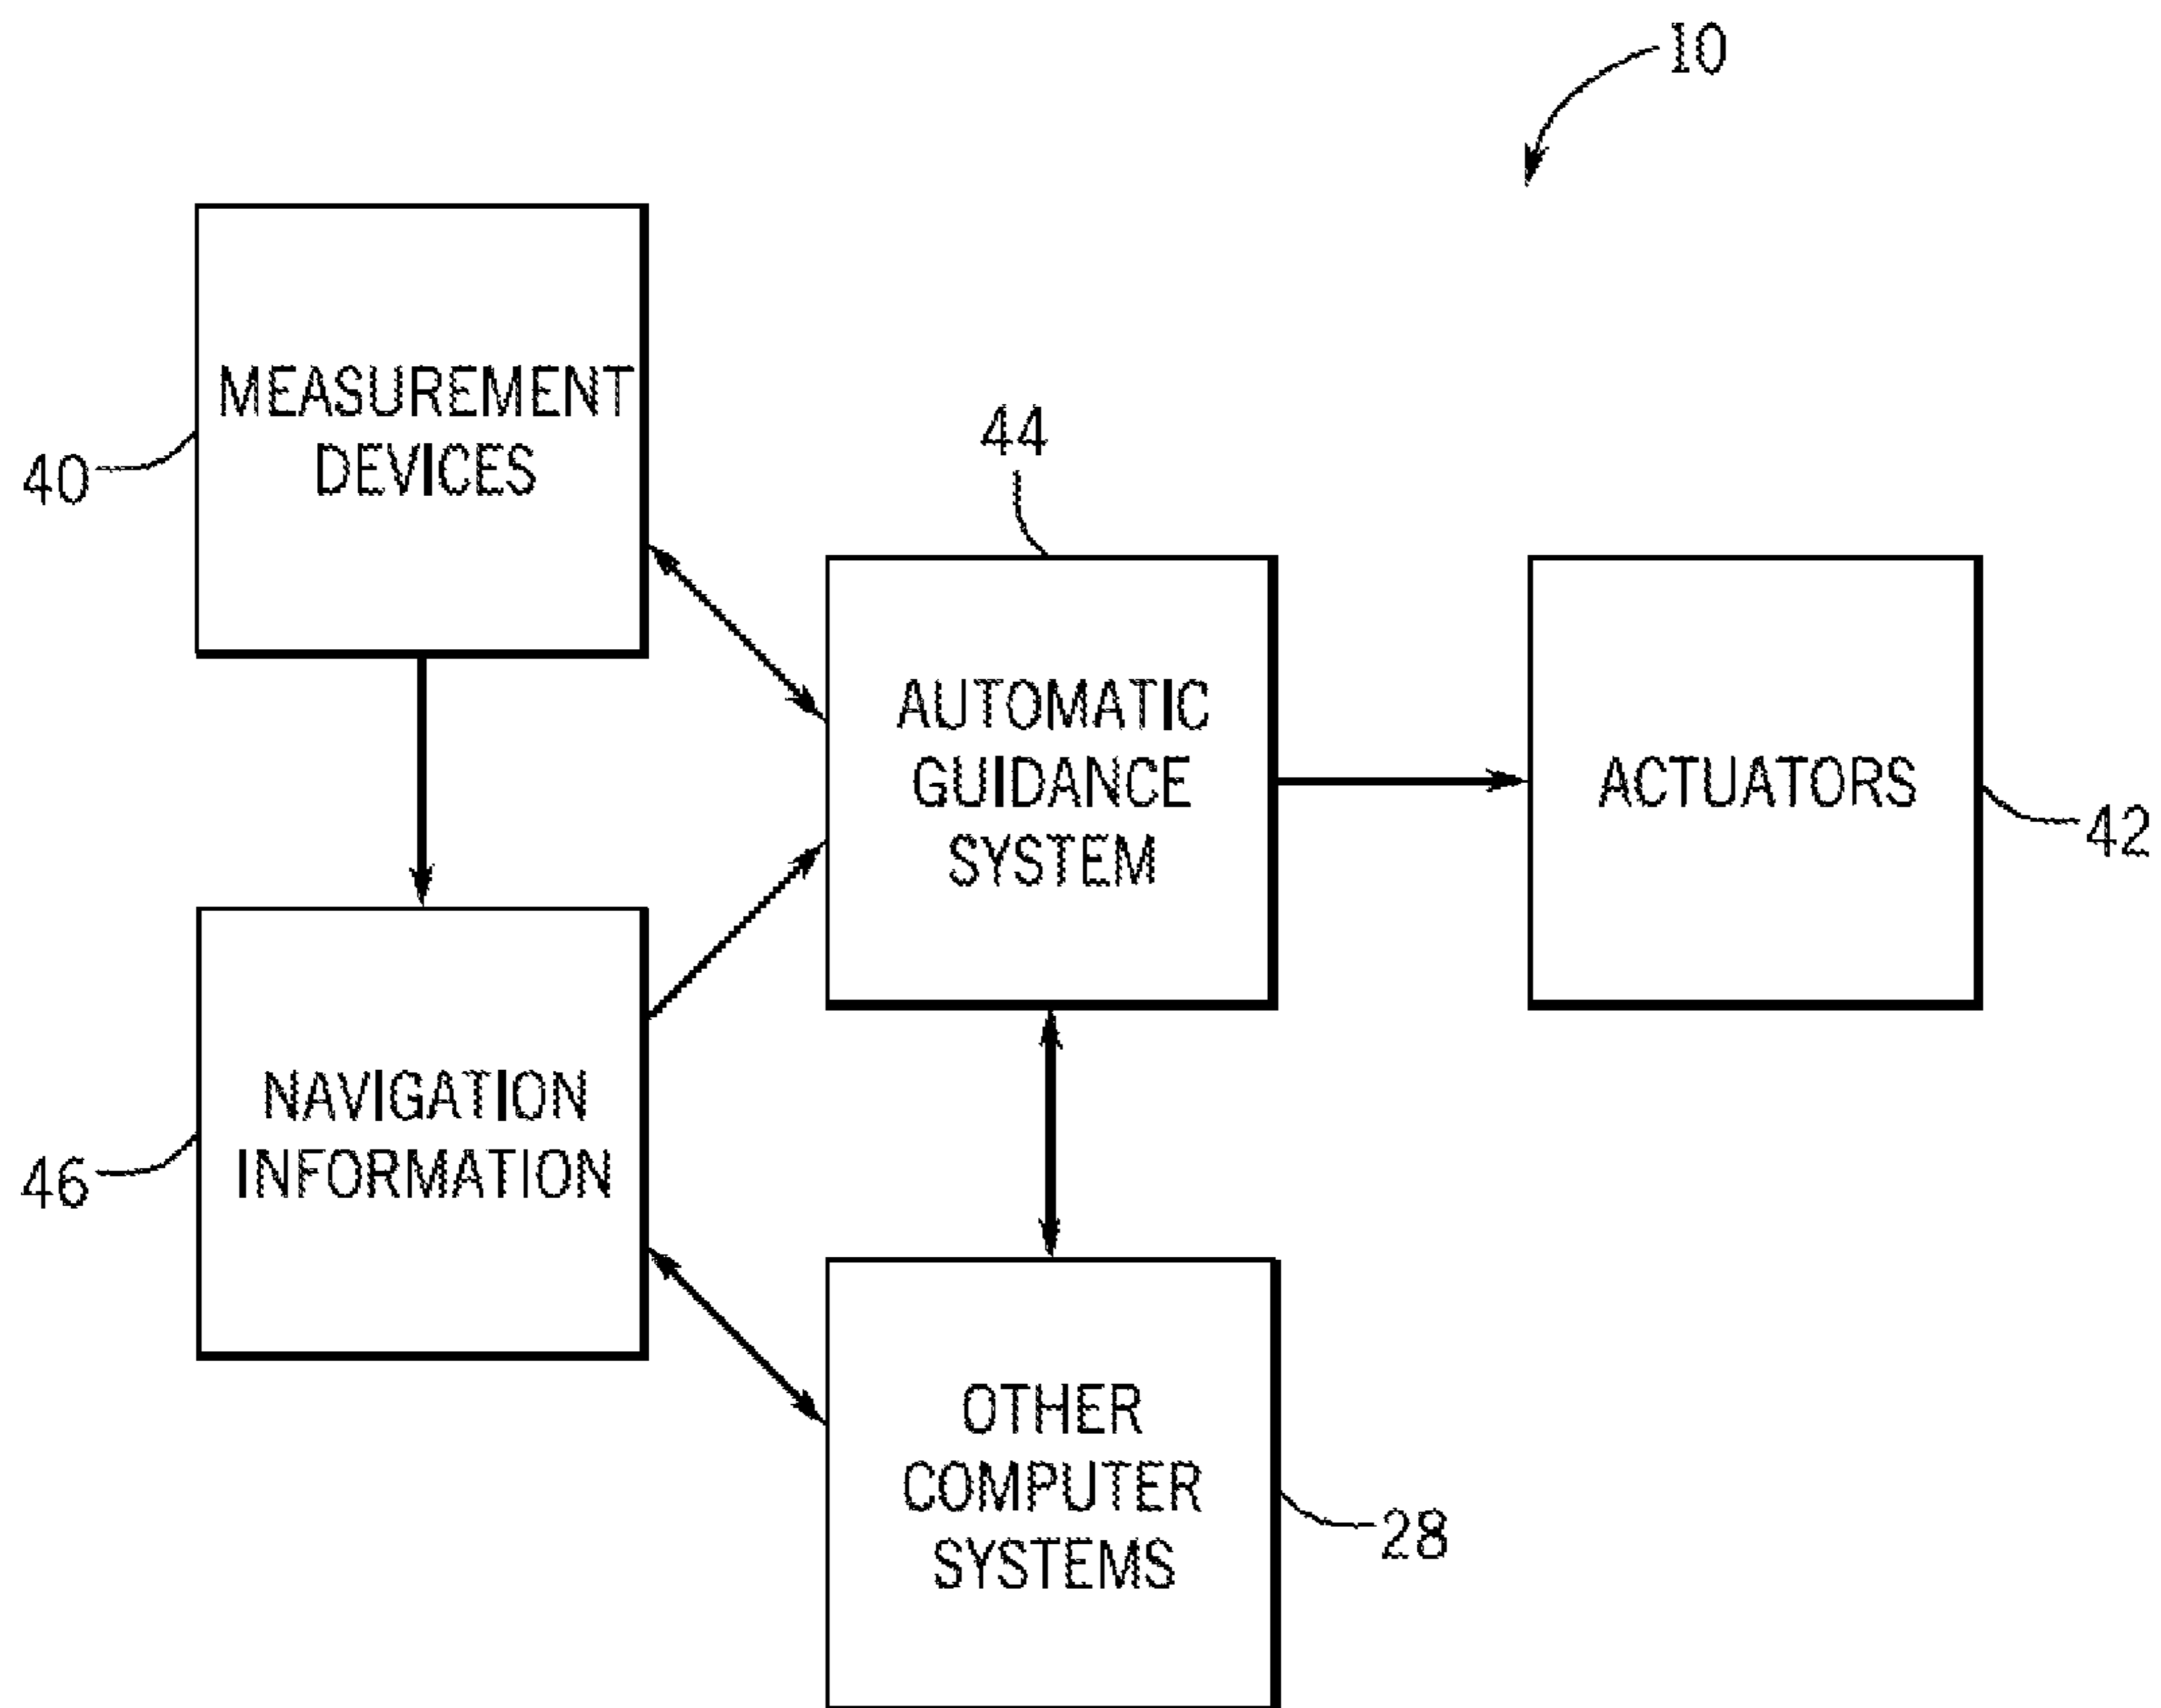 10
MEASUREMENT
DEVICES
40
44
AUTOMATIC
GUIDANCE
SYSTEM
ACTUATORS
42
NAVIGATION
INFORMATION
46
OTHER
COMPUTER
SYSTEMS
28